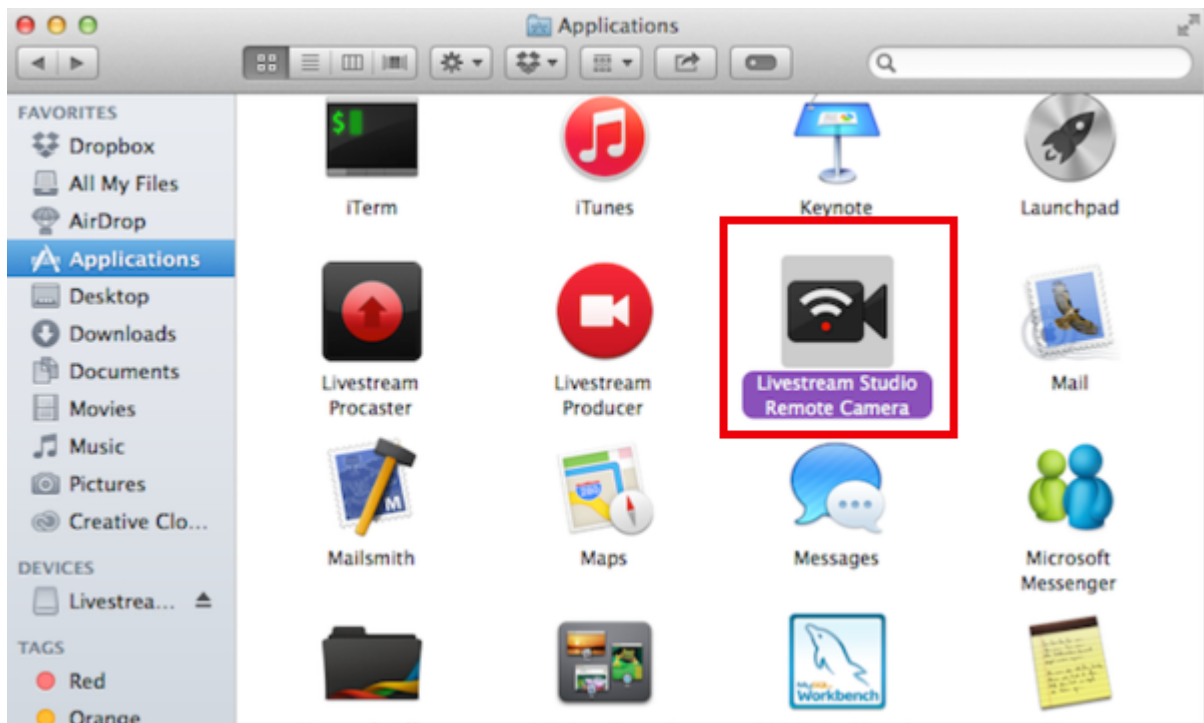 Applications
FAVORITES
Dropbox
All My Files
AirDrop
Applications
Desktop
Downloads
Documents
Movies
Music
Pictures
Creative Clo...
DEVICES
Livestrea...
TAGS
Red
Orange
$
iTerm
iTunes
Keynote
Launchpad
Livestream
Procaster
Livestream
Producer
Livestream Studio
Remote Camera
Mail
M
Mailsmith
280
Maps
Messages
Microsoft
Messenger
MySQL
Workbench